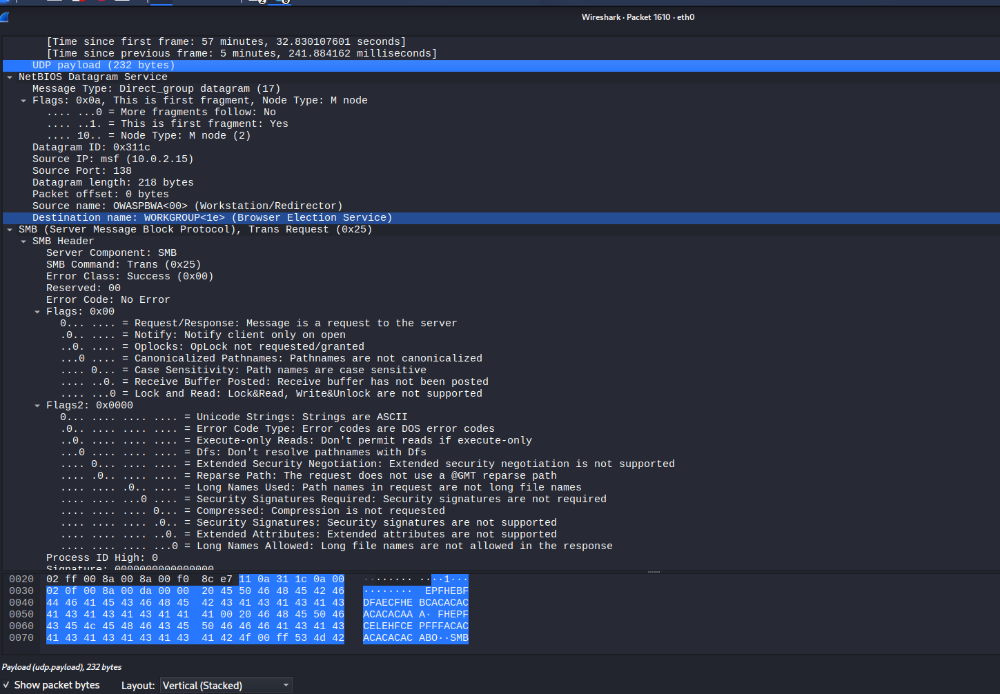 2
6
Wireshark · Packet 1610 · eth0
[Time since first frame: 57 minutes, 32.830107601 seconds]
[Time since previous frame: 5 minutes, 241.884162 milliseconds]
UDP payload (232 bytes)
NetBIOS Datagram Service
Message Type: Direct_group datagram (17)
Flags: 0x0a, This is first fragment, Node Type: M node
.... ...0 = More fragments follow: No
.... ..1. = This is first fragment: Yes
.... 10.. = Node Type: M node (2)
Datagram ID: 0x311c
Source IP: msf (10.0.2.15)
Source Port: 138
Datagram length: 218 bytes
Packet offset: 0 bytes
Source name: OWASPBWA<00> (Workstation/Redirector)
Destination name: WORKGROUP<1e> (Browser Election Service)
SMB (Server Message Block Protocol), Trans Request (0x25)
SMB Header
Server Component: SMB
SMB Command: Trans (0x25)
Error Class: Success (0x00)
Reserved: 00
Error Code: No Error
Flags: 0x00
0... .... = Request/Response: Message is a request to the server
.0.. .... = Notify: Notify client only on open
..0. .... = Oplocks: OpLock not requested/granted
...0 .... = Canonicalized Pathnames: Pathnames are not canonicalized
.... 0... = Case Sensitivity: Path names are case sensitive
.... ..0. = Receive Buffer Posted: Receive buffer has not been posted
.... ...0 = Lock and Read: Lock&Read, Write&Unlock are not supported
Flags2: 0x0000
0... .... .... .... = Unicode Strings: Strings are ASCII
.0.. .... .... .... = Error Code Type: Error codes are DOS error codes
..0. .... .... .... = Execute-only Reads: Don't permit reads if execute-only
...0 .... .... .... = Dfs: Don't resolve pathnames with Dfs
.... 0... .... .... = Extended Security Negotiation: Extended security negotiation is not supported
.... .0.. .... .... = Reparse Path: The request does not use a @GMT reparse path
.... .... .0.. .... = Long Names Used: Path names in request are not long file names
.... .... ...0 .... = Security Signatures Required: Security signatures are not required
.... .... .... 0... = Compressed: Compression is not requested
.... .... .... .0.. = Security Signatures: Security signatures are not supported
.... .... .... ..0. = Extended Attributes: Extended attributes are not supported
.... .... .... ...0 = Long Names Allowed: Long file names are not allowed in the response
Process ID High: 0
Signature: 0000000000000000
0020 02 ff 00 8a 00 8a 00 f0 8c e7 11 0a 31 1c 0a 00 ········ ····1···
0030 02 0f 00 8a 00 da 00 00 20 45 50 46 48 45 42 46 ········ EPFHEBF
0040 44 46 41 45 43 46 48 45 42 43 41 43 41 43 41 43 DFAECFHE BCACACAC
0050 41 43 41 43 41 43 41 41 41 00 20 46 48 45 50 46 ACACACAA A· FHEPF
0060 43 45 4c 45 48 46 43 45 50 46 46 46 41 43 41 43 CELEHFCE PFFFACAC
0070 41 43 41 43 41 43 41 43 41 42 4f 00 ff 53 4d 42 ACACACAC ABO··SMB
Payload (udp.payload), 232 bytes
✓ Show packet bytes Layout: Vertical (Stacked)